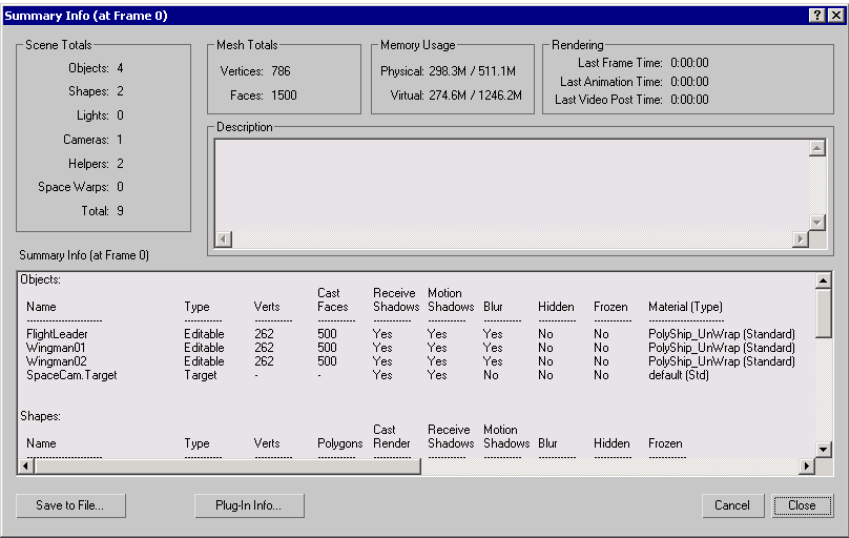 Summary Info (at Frame 0)
Scene Totals
Objects: 4
Shapes: 2
Lights: 0
Cameras: 1
Helpers: 2
Space Warps: 0
Total: 9
Mesh Totals
Vertices: 786
Faces: 1500
Memory Usage
Physical: 298.3M / 511.1M
Virtual: 274.6M / 1246.2M
Rendering
Last Frame Time: 0:00:00
Last Animation Time: 0:00:00
Last Video Post Time: 0:00:00
Description
Summary Info (at Frame 0)
Objects:
Cast Receive Motion
Name Type Verts Faces Shadows Shadows Blur Hidden Frozen Material (Type)
FlightLeader Editable 262 500 Yes Yes Yes No No PolyShip_UnWrap (Standard)
Wingman01 Editable 262 500 Yes Yes Yes No No PolyShip_UnWrap (Standard)
Wingman02 Editable 262 500 Yes Yes Yes No No PolyShip_UnWrap (Standard)
SpaceCam.Target Target - - Yes Yes No No No default (Std)
Shapes:
Cast Receive Motion
Name Type Verts Polygons Render Shadows Shadows Blur Hidden Frozen
Save to File... Plug-In Info... Cancel Close